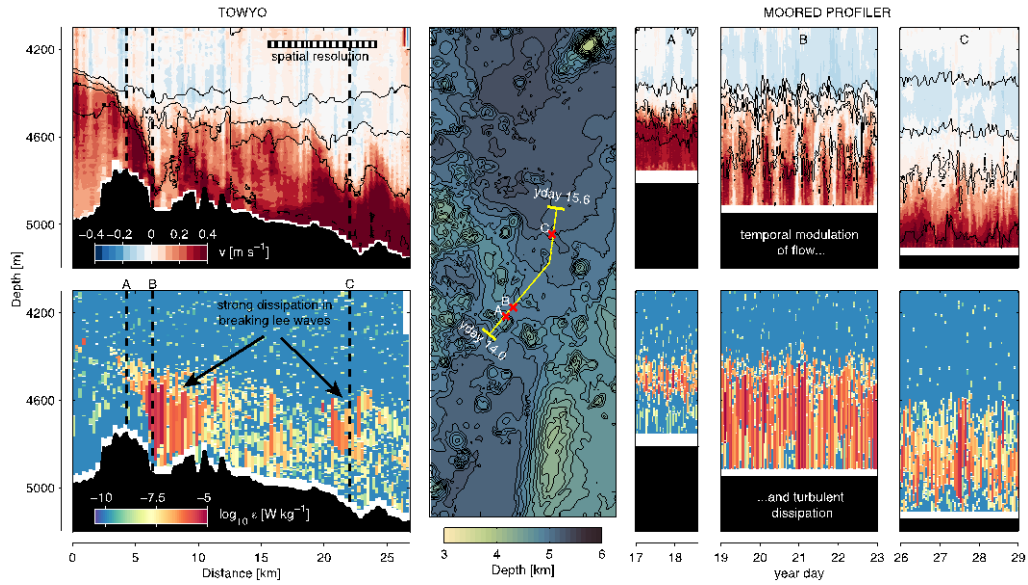 TOWYO
MOORED PROFILER
4200
4600
5000
Depth [m]
spatial resolution
−0.4 −0.2 0 0.2 0.4
v [m s⁻¹]
A
B
C
temporal modulation
of flow...
yday 15.6
C
B
A
yday 14.0
A B C
strong dissipation in
breaking lee waves
4200
4600
5000
−10 −7.5 −5
log₁₀ ε [W kg⁻¹]
...and turbulent
dissipation
0 5 10 15 20 25
Distance [km]
3 4 5 6
Depth [km]
17 18
19 20 21 22 23
26 27 28 29
year day